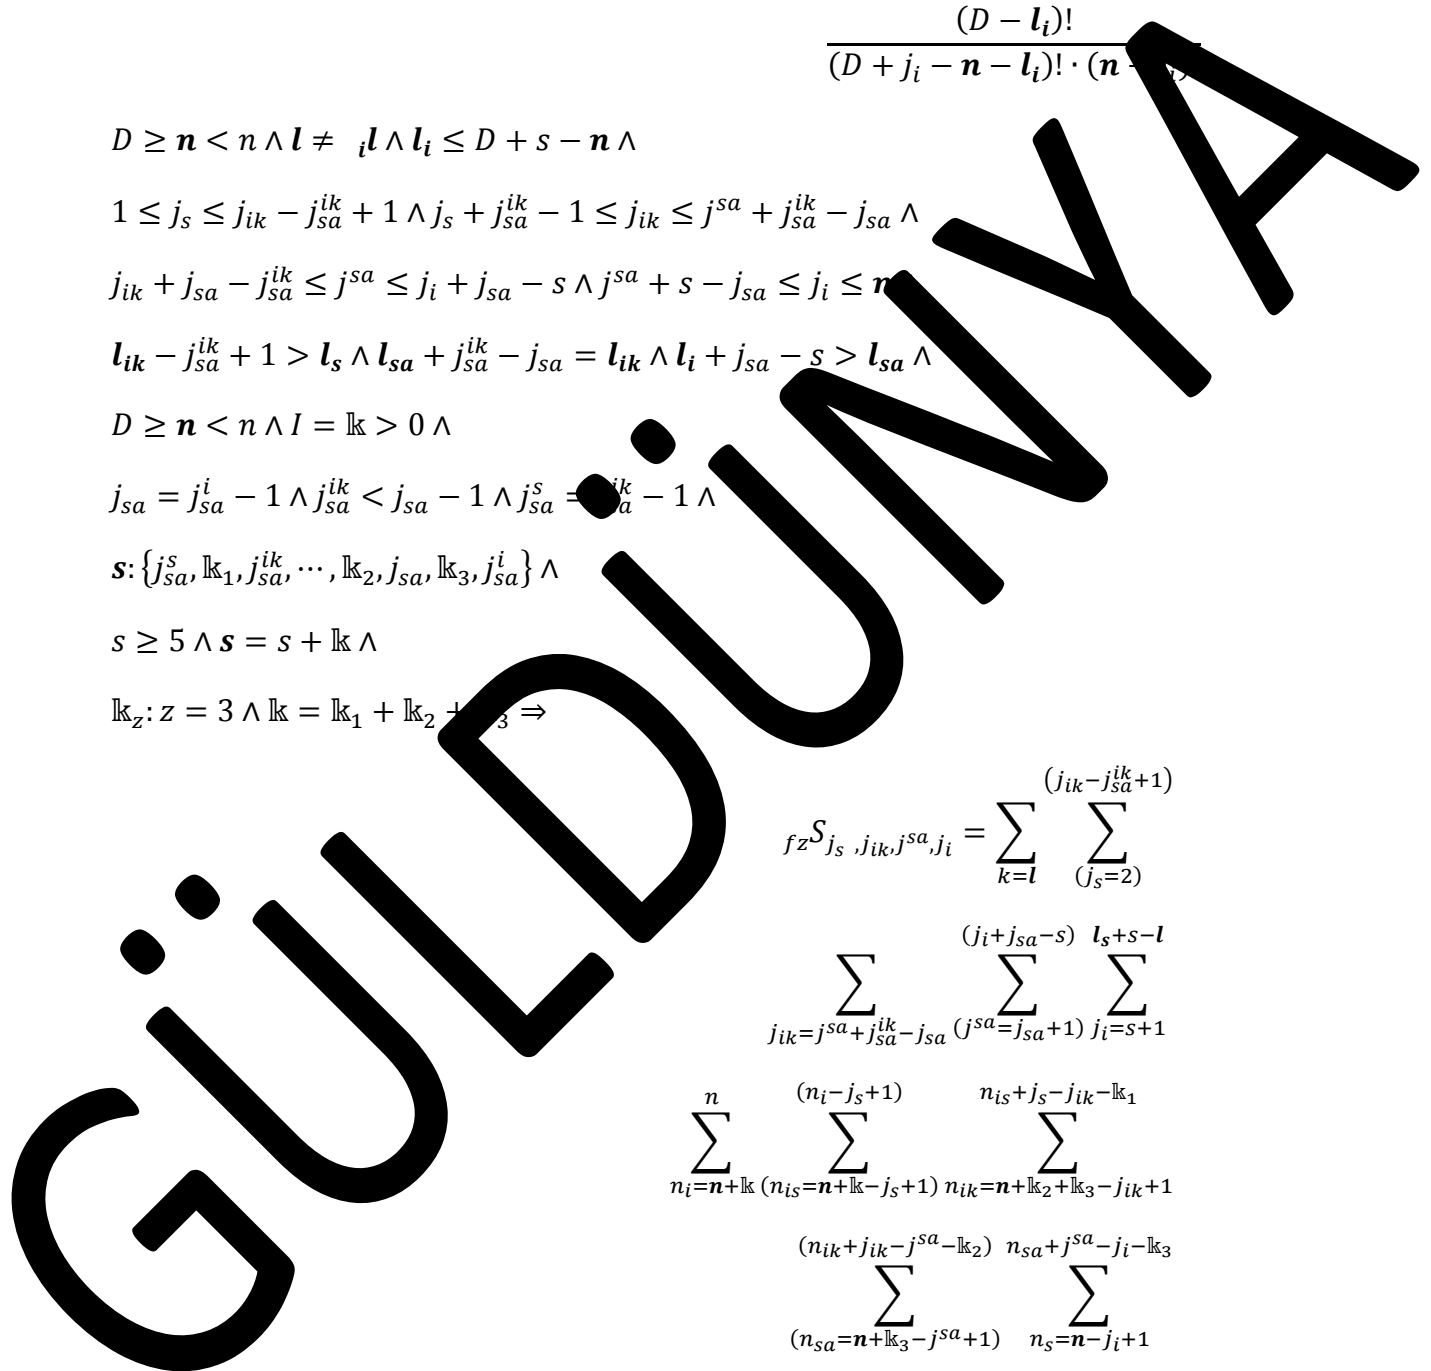 (D − l_i)!
(D + j_i − n − l_i)! · (n
D ≥ n < n ∧ l ≠ _il ∧ l_i ≤ D + s − n ∧
1 ≤ j_s ≤ j_ik − j_sa^ik + 1 ∧ j_s + j_sa^ik − 1 ≤ j_ik ≤ j^sa + j_sa^ik − j_sa ∧
j_ik + j_sa − j_sa^ik ≤ j^sa ≤ j_i + j_sa − s ∧ j^sa + s − j_sa ≤ j_i ≤ n
l_ik − j_sa^ik + 1 > l_s ∧ l_sa + j_sa^ik − j_sa = l_ik ∧ l_i + j_sa − s > l_sa ∧
D ≥ n < n ∧ I = 𝕜 > 0 ∧
j_sa = j_sa^i − 1 ∧ j_sa^ik < j_sa − 1 ∧ j_sa^s = − 1 ∧
s: {j_sa^s, 𝕜_1, j_sa^ik, ⋯ , 𝕜_2, j_sa, 𝕜_3, j_sa^i} ∧
s ≥ 5 ∧ s = s + 𝕜 ∧
𝕜_z: z = 3 ∧ 𝕜 = 𝕜_1 + 𝕜_2 + 3 ⇒
(j_ik−j_sa^ik+1)
_fzS_{j_s ,j_ik,j^sa,j_i} = ∑ ∑
k=l (j_s=2)
(j_i+j_sa−s) l_s+s−l
∑ ∑ ∑
j_ik=j^sa+j_sa^ik−j_sa (j^sa=j_sa+1) j_i=s+1
n (n_i−j_s+1) n_is+j_s−j_ik−𝕜_1
∑ ∑ ∑
n_i=n+𝕜 (n_is=n+𝕜−j_s+1) n_ik=n+𝕜_2+𝕜_3−j_ik+1
(n_ik+j_ik−j^sa−𝕜_2) n_sa+j^sa−j_i−𝕜_3
∑ ∑
(n_sa=n+𝕜_3−j^sa+1) n_s=n−j_i+1
GÜLDÜNYA